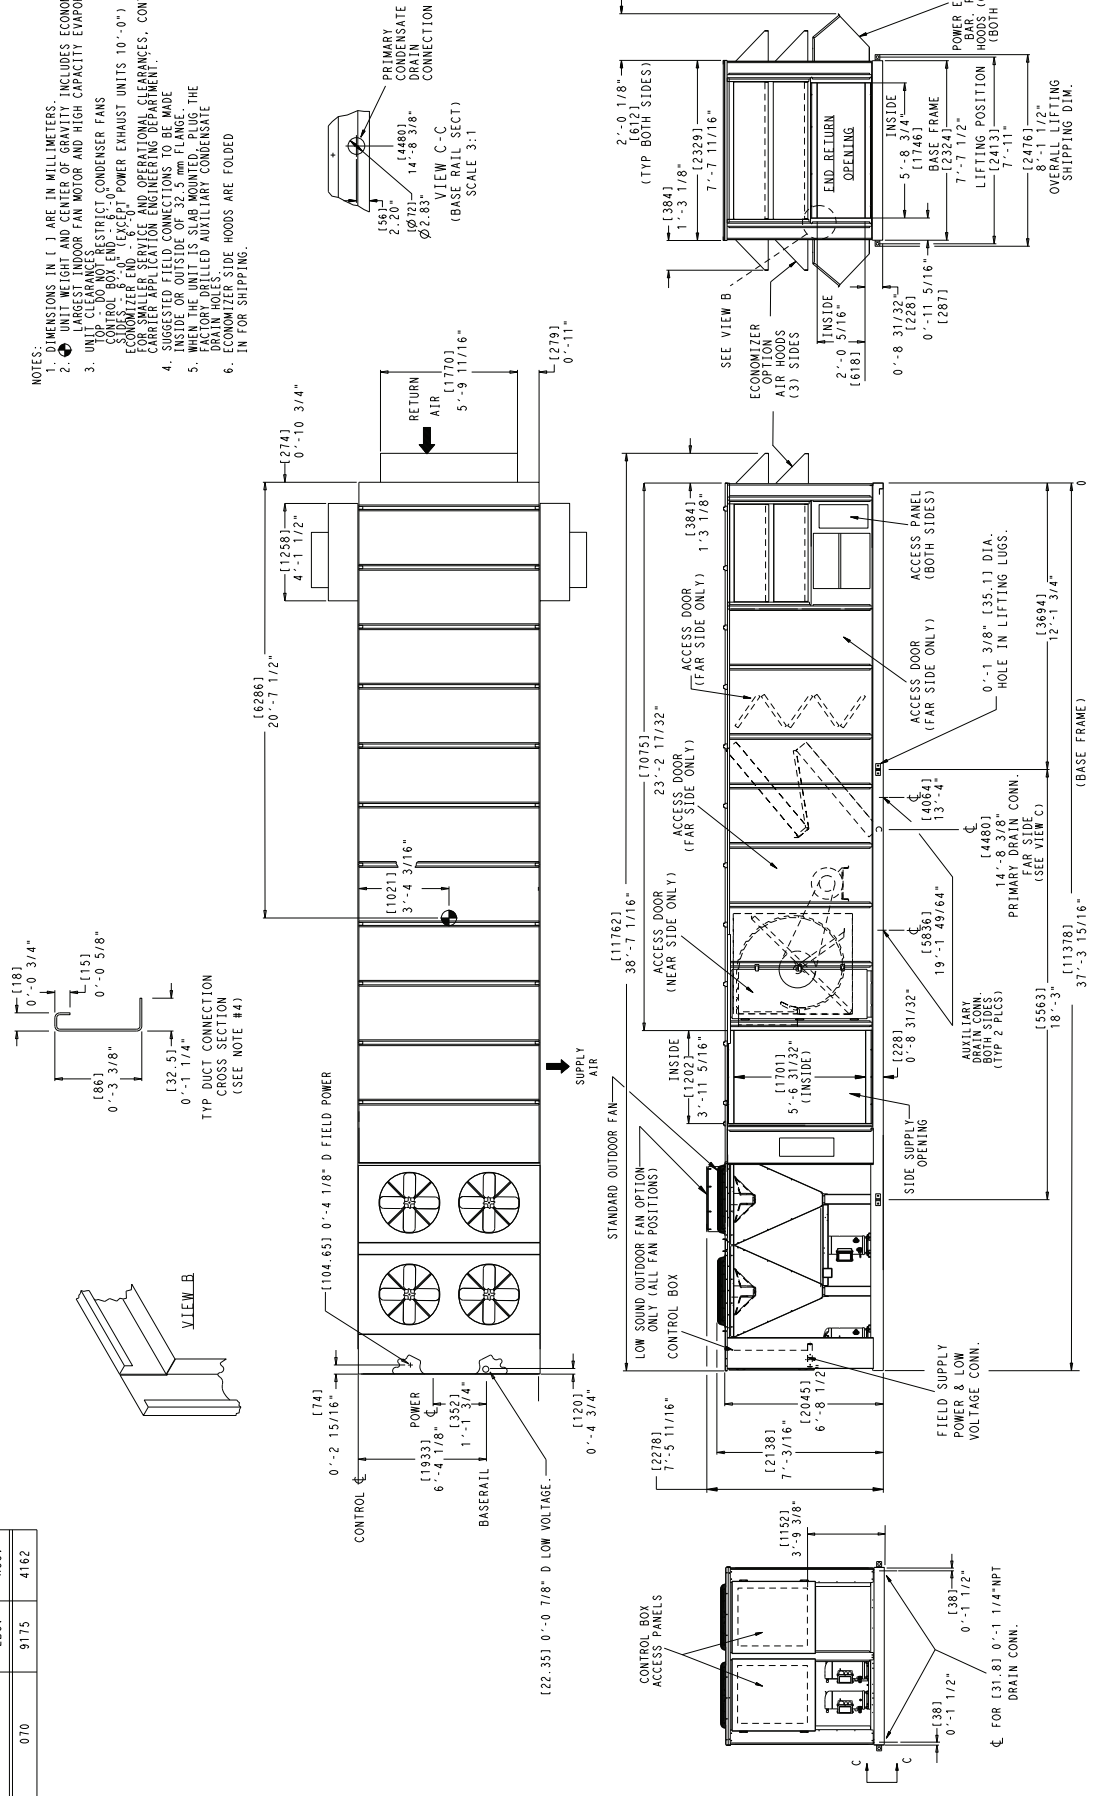 NOTES:
1. DIMENSIONS IN [ ] ARE IN MILLIMETERS.
2. UNIT WEIGHT AND CENTER OF GRAVITY INCLUDES
LARGEST INDOOR FAN MOTOR AND HIGH CAPACITY
3. UNIT CLEARANCES
TOP - DO NOT RESTRICT CONDENSER FANS
CONTROL BOX END - 6'-0"
SIDES - 6'-0" (EXCEPT POWER EXHAUST UNITS 10'-0")
ECONOMIZER END - 6'-0"
FOR SMALLER SERVICE AND OPERATIONAL CLEARANCES,
CARRIER APPLICATION ENGINEERING DEPARTMENT.
4. SUGGESTED FIELD CONNECTIONS TO BE MADE
INSIDE OR OUTSIDE OF 32.5 mm FLANGE.
5. WHEN THE UNIT IS SLAB MOUNTED, PLUG THE
FACTORY DRILLED AUXILIARY CONDENSATE
DRAIN HOLES.
6. ECONOMIZER SIDE HOODS ARE FOLDED
IN FOR SHIPPING.
070 9175 4162
PRIMARY
CONDENSATE
DRAIN
CONNECTION
[4480]
14'-8 3/8"
[56]
2.20"
[Ø72]
Ø2.83"
VIEW C-C
(BASE RAIL SECT)
SCALE 3:1
[18]
0'-0 3/4"
[15]
0'-0 5/8"
[86]
0'-3 3/8"
[32.5]
0'-1 1/4"
TYP DUCT CONNECTION
CROSS SECTION
(SEE NOTE #4)
VIEW B
[274]
0'-10 3/4"
[1258]
4'-1 1/2"
[6286]
20'-7 1/2"
[1021]
3'-4 3/16"
RETURN
AIR
[1770]
5'-9 11/16"
[279]
0'-11"
SUPPLY
AIR
[104.65] 0'-4 1/8" D FIELD POWER
[74]
0'-2 15/16"
POWER ℄
[352]
1'-1 3/4"
[1933]
6'-4 1/8"
[120]
0'-4 3/4"
CONTROL ℄
BASERAIL
[22.35] 0'-0 7/8" D LOW VOLTAGE.
2'-0 1/8"
[612]
(TYP BOTH SIDES)
POWER
BAR.
HOODS
(BOTH
[384]
1'-3 1/8"
[2329]
7'-7 11/16"
END RETURN
OPENING
INSIDE
5'-8 3/4"
[1746]
BASE FRAME
[2324]
7'-7 1/2"
LIFTING POSITION
[2413]
7'-11"
[2476]
8'-1 1/2"
OVERALL LIFTING
SHIPPING DIM.
SEE VIEW B
ECONOMIZER
OPTION
AIR HOODS
(3) SIDES
INSIDE
2'-0 5/16"
[618]
0'-8 31/32"
[228]
0'-11 5/16"
[287]
[384]
1'3 1/8"
ACCESS DOOR
(FAR SIDE ONLY)
[7075]
23'-2 17/32"
ACCESS DOOR
(FAR SIDE ONLY)
[11762]
38'-7 1/16"
ACCESS DOOR
(NEAR SIDE ONLY)
INSIDE
[1202]
3'-11 5/16"
[1701]
5'-6 31/32"
(INSIDE)
STANDARD OUTDOOR FAN
LOW SOUND OUTDOOR FAN OPTION
ONLY (ALL FAN POSITIONS)
CONTROL BOX
ACCESS PANEL
(BOTH SIDES)
ACCESS DOOR
(FAR SIDE ONLY)
0'-1 3/8" [35.1] DIA.
HOLE IN LIFTING LUGS.
0
[3694]
12'-1 3/4"
(BASE FRAME)
℄
[4064]
13'-4"
℄
[4480]
14'-8 3/8"
PRIMARY DRAIN CONN.
FAR SIDE
(SEE VIEW C)
℄
[5836]
19'-1 49/64"
[228]
0'-8 31/32"
AUXILIARY
DRAIN CONN.
BOTH SIDES.
(TYP 2 PLCS)
[5563]
18'-3"
[11378]
37'-3 15/16"
SIDE SUPPLY
OPENING
FIELD SUPPLY
POWER & LOW
VOLTAGE CONN.
[2045]
6'-8 1/2"
[2138]
7'-3/16"
[2278]
7'-5 11/16"
[1152]
3'-9 3/8"
CONTROL BOX
ACCESS PANELS
[38]
0'-1 1/2"
[38]
0'-1 1/2"
℄ FOR [31.8] 0'-1 1/4"NPT
DRAIN CONN.
C
C
C